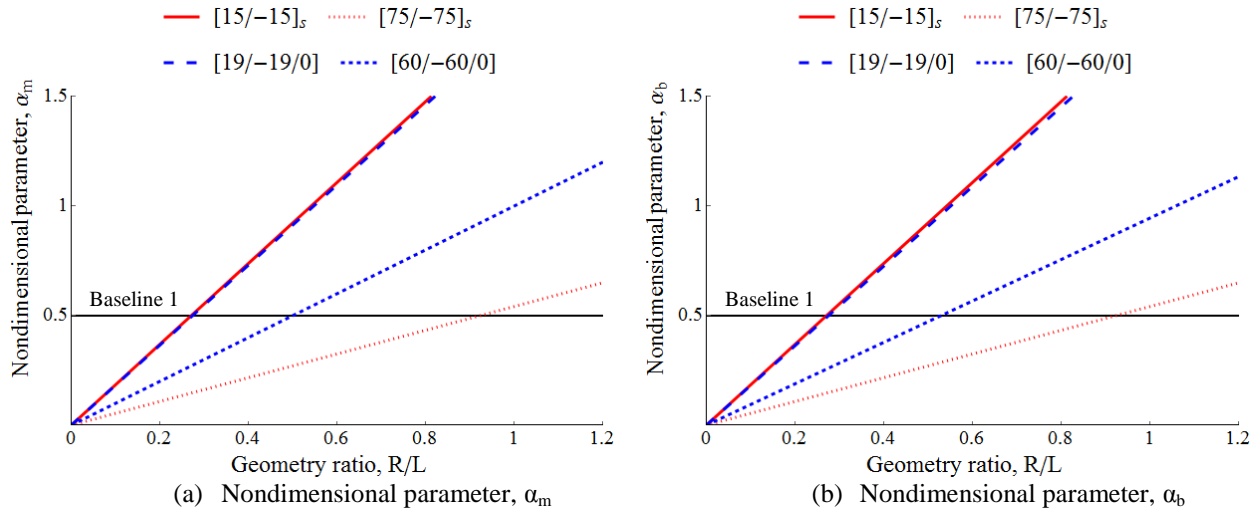 [15/−15]s [75/−75]s
[19/−19/0] [60/−60/0]
Nondimensional parameter, αm
1.5
1
0.5
Baseline 1
0 0.2 0.4 0.6 0.8 1 1.2
Geometry ratio, R/L
(a) Nondimensional parameter, αm
[15/−15]s [75/−75]s
[19/−19/0] [60/−60/0]
Nondimensional parameter, αb
1.5
1
0.5
Baseline 1
0 0.2 0.4 0.6 0.8 1 1.2
Geometry ratio, R/L
(b) Nondimensional parameter, αb